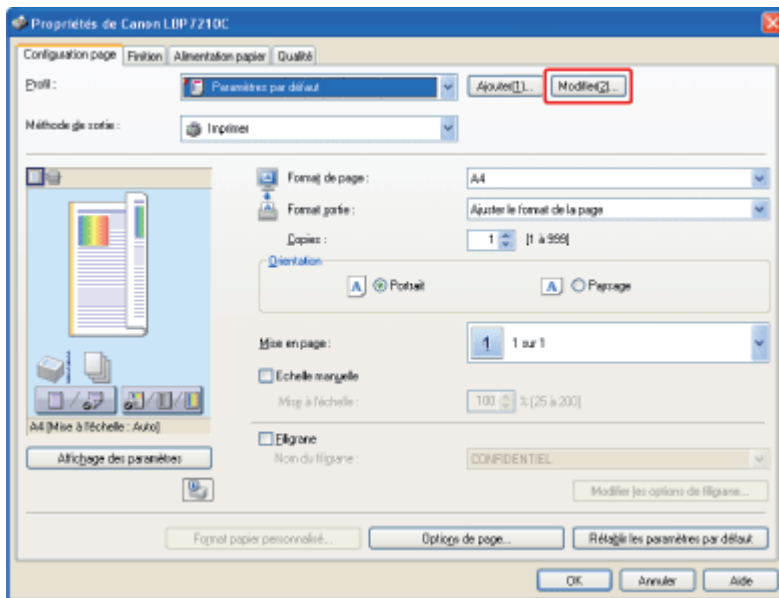 Propriétés de Canon LBP7210C
Configuration page Finition Alimentation papier Qualité
Profil : Paramètres par défaut Ajouter(1)... Modifier(2)...
Méthode de sortie : Imprimer
Format de page : A4
Format sortie : Ajuster le format de la page
Copies : 1 [1 à 999]
Orientation
A Portrait A Paysage
Mise en page : 1 1 sur 1
Echelle manuelle
Mise à l'échelle : 100 % [25 à 200]
A4 [Mise à l'échelle : Auto]
Filigrane
Affichage des paramètres Nom du filigrane : CONFIDENTIEL
Modifier les options de filigrane...
Format papier personnalisé... Options de page... Rétablir les paramètres par défaut
OK Annuler Aide